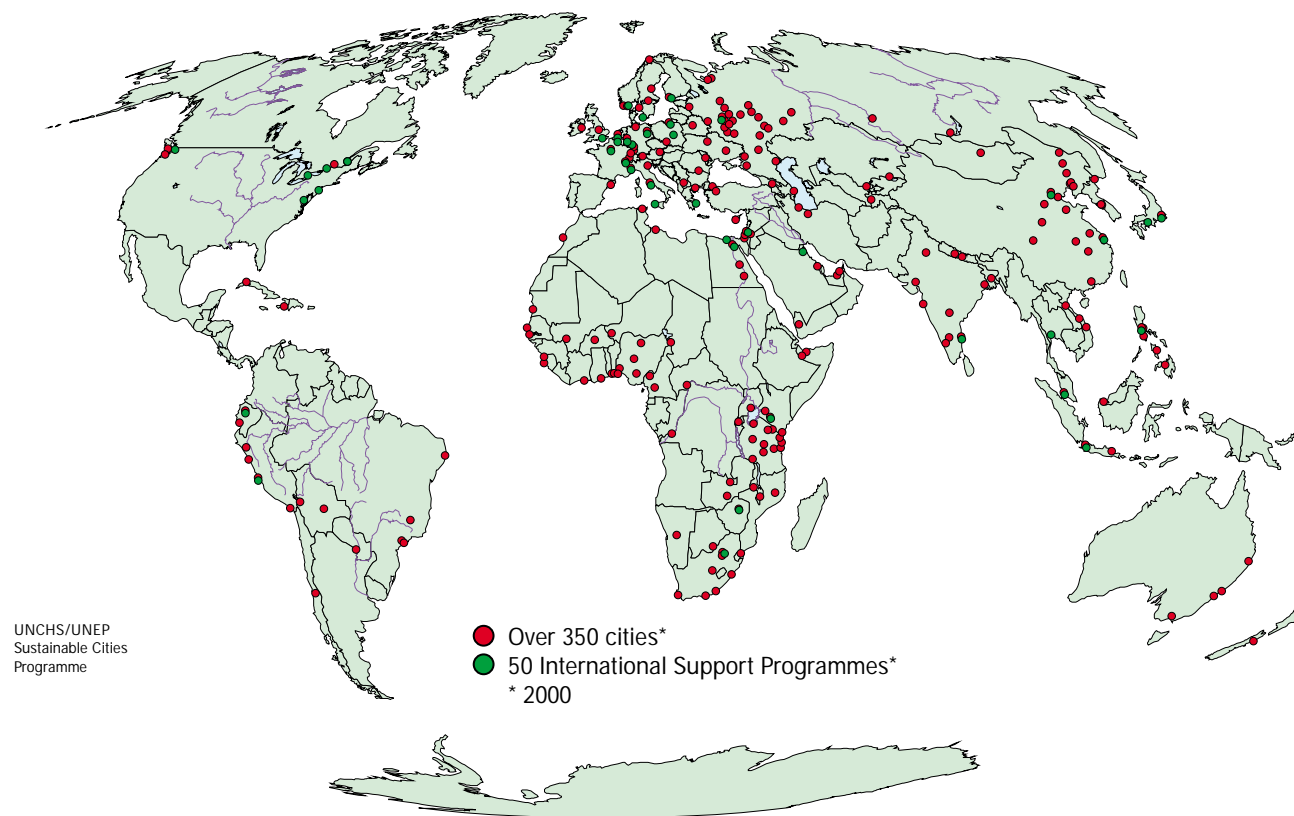 UNCHS/UNEP
Sustainable Cities
Programme
Over 350 cities*
50 International Support Programmes*
* 2000